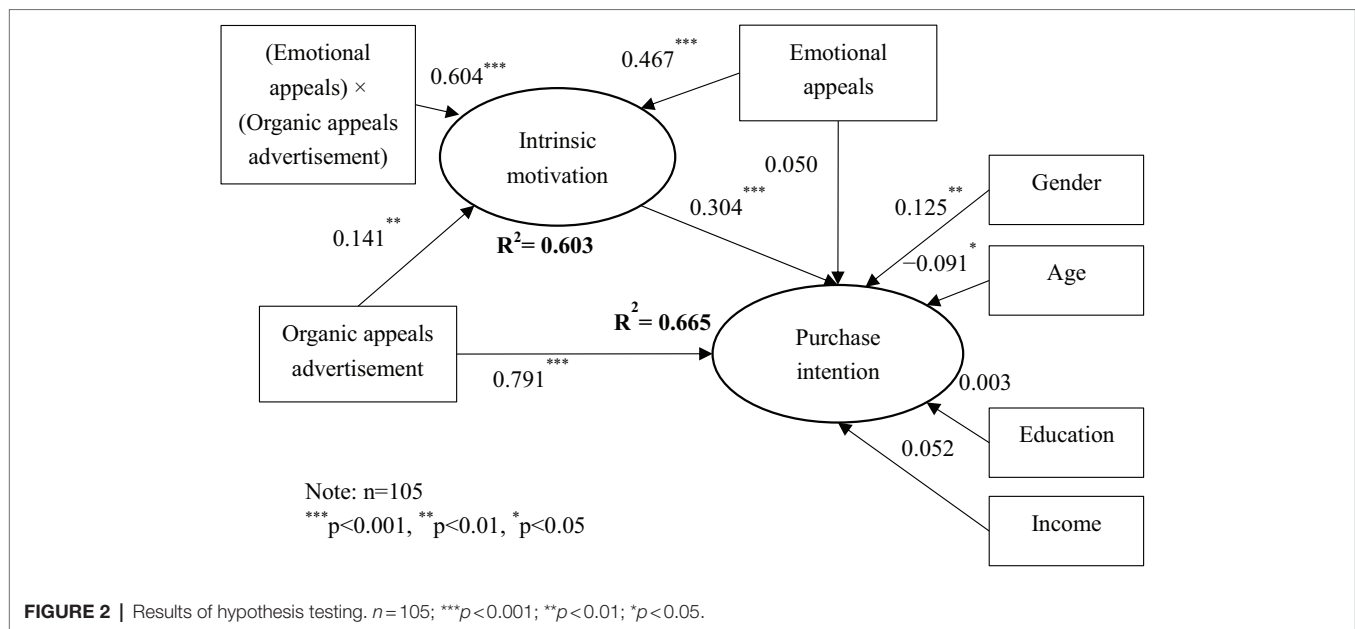 (Emotional
appeals) ×
(Organic appeals
advertisement)
0.604***
0.467***
Emotional
appeals
Intrinsic
motivation
0.050
Gender
0.304***
0.125**
0.141**
R²= 0.603
−0.091*
Age
Organic appeals
advertisement
R²= 0.665
0.791***
Purchase
intention
0.003
Education
0.052
Income
Note: n=105
***p<0.001, **p<0.01, *p<0.05
FIGURE 2 | Results of hypothesis testing. n=105; ***p<0.001; **p<0.01; *p<0.05.